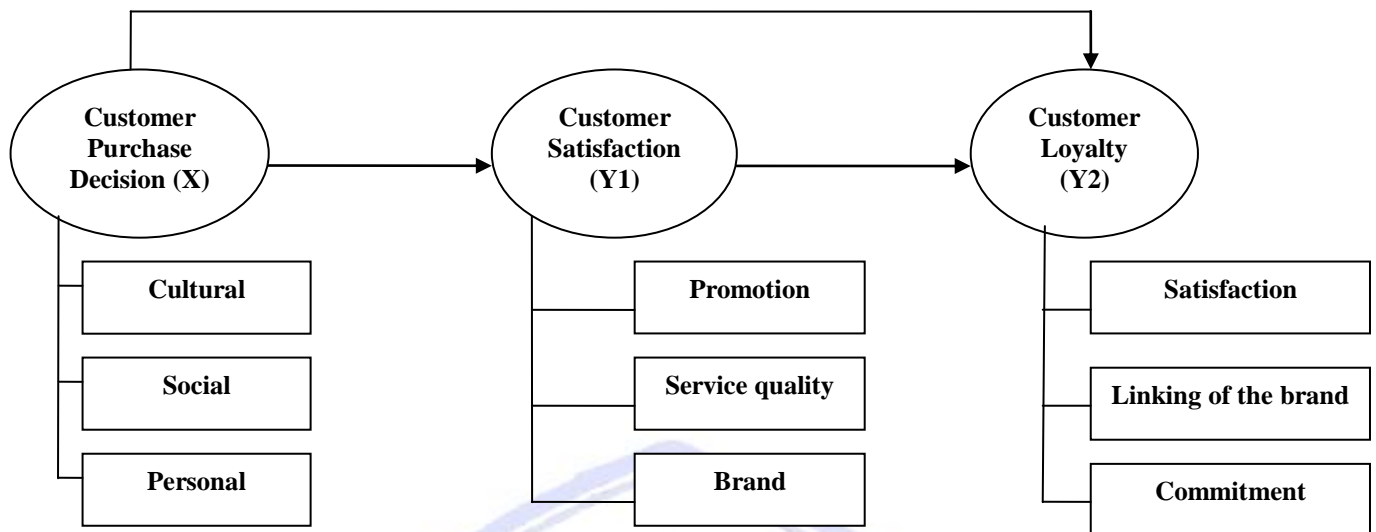 Customer
Purchase
Decision (X)
Customer
Satisfaction
(Y1)
Customer
Loyalty
(Y2)
Cultural
Social
Personal
Promotion
Service quality
Brand
Satisfaction
Linking of the brand
Commitment